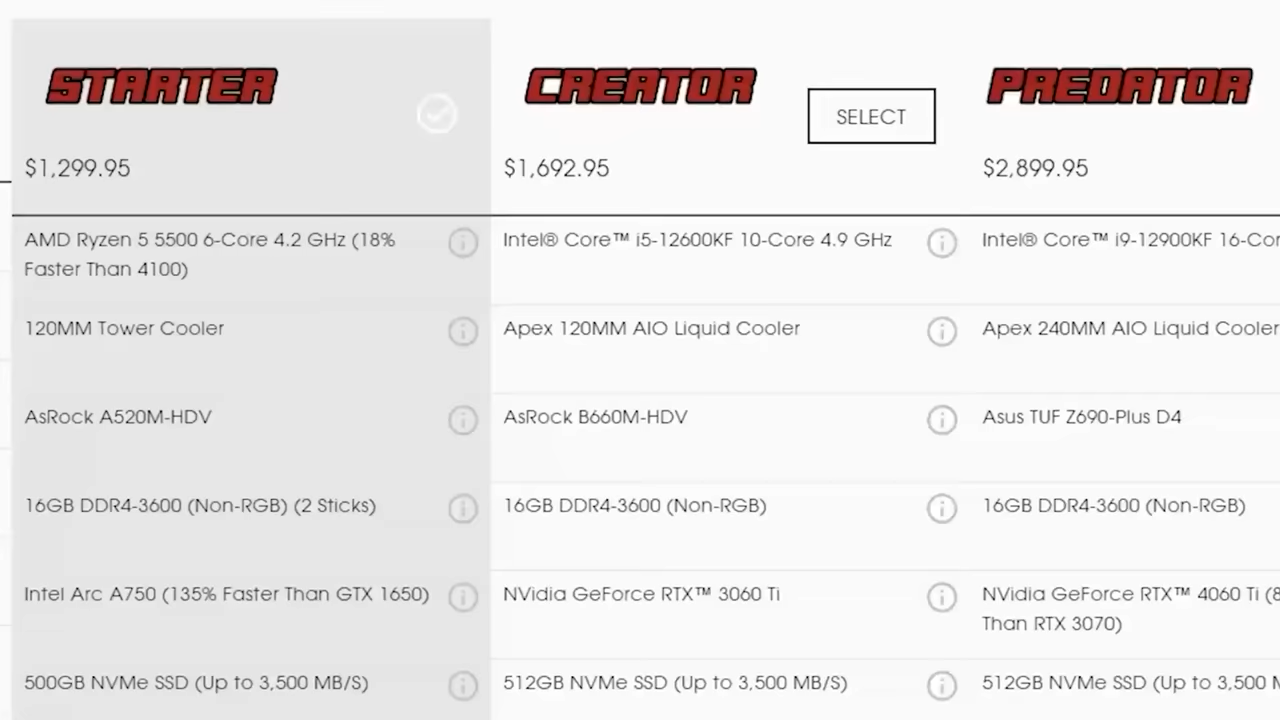 STARTER
CREATOR
SELECT
PREDATOR
$1,299.95
$1,692.95
$2,899.95
AMD Ryzen 5 5500 6-Core 4.2 GHz (18%
Faster Than 4100)
Intel® Core™ i5-12600KF 10-Core 4.9 GHz
Intel® Core™ i9-12900KF 16-Cor
120MM Tower Cooler
Apex 120MM AIO Liquid Cooler
Apex 240MM AIO Liquid Cooler
AsRock A520M-HDV
AsRock B660M-HDV
Asus TUF Z690-Plus D4
16GB DDR4-3600 (Non-RGB) (2 Sticks)
16GB DDR4-3600 (Non-RGB)
16GB DDR4-3600 (Non-RGB)
Intel Arc A750 (135% Faster Than GTX 1650)
NVidia GeForce RTX™ 3060 Ti
NVidia GeForce RTX™ 4060 Ti (8
Than RTX 3070)
500GB NVMe SSD (Up to 3,500 MB/S)
512GB NVMe SSD (Up to 3,500 MB/S)
512GB NVMe SSD (Up to 3,500 M